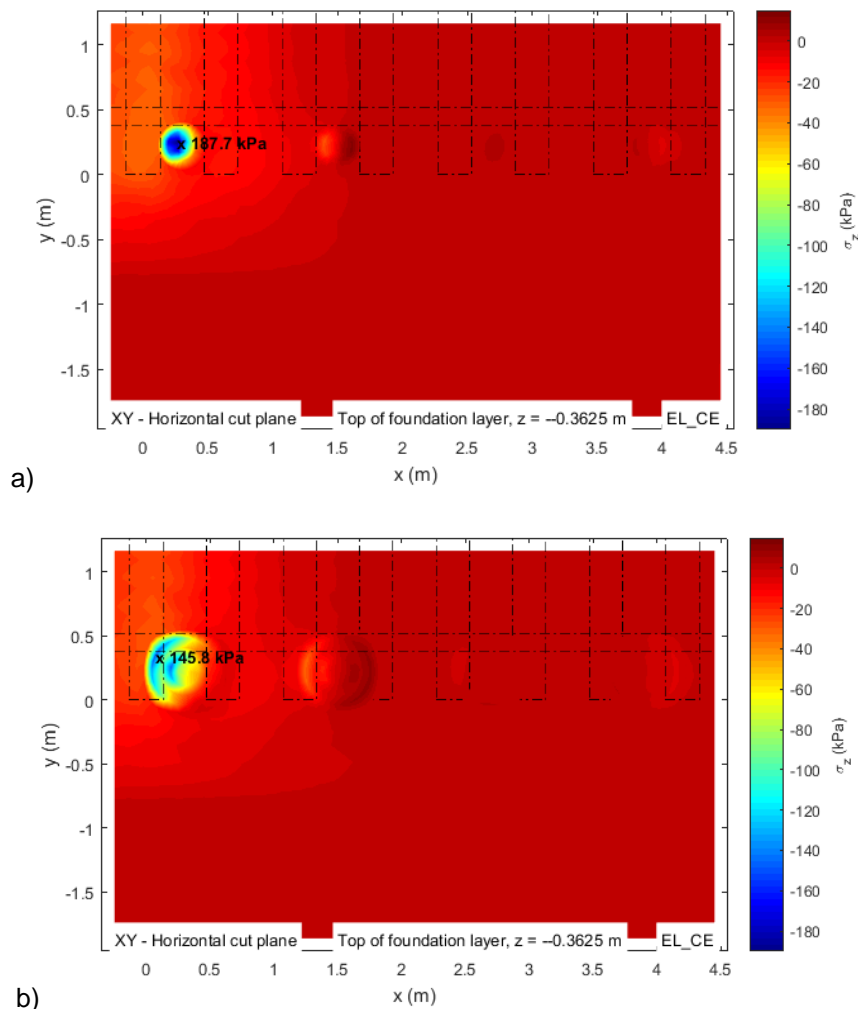 1
0.5
0
-0.5
-1
-1.5
y (m)
x 187.7 kPa
XY - Horizontal cut plane
Top of foundation layer, z = --0.3625 m
EL_CE
0 0.5 1 1.5 2 2.5 3 3.5 4 4.5
x (m)
0
-20
-40
-60
-80
-100
-120
-140
-160
-180
σz (kPa)
a)
1
0.5
0
-0.5
-1
-1.5
y (m)
x 145.8 kPa
XY - Horizontal cut plane
Top of foundation layer, z = --0.3625 m
EL_CE
0 0.5 1 1.5 2 2.5 3 3.5 4 4.5
x (m)
0
-20
-40
-60
-80
-100
-120
-140
-160
-180
σz (kPa)
b)